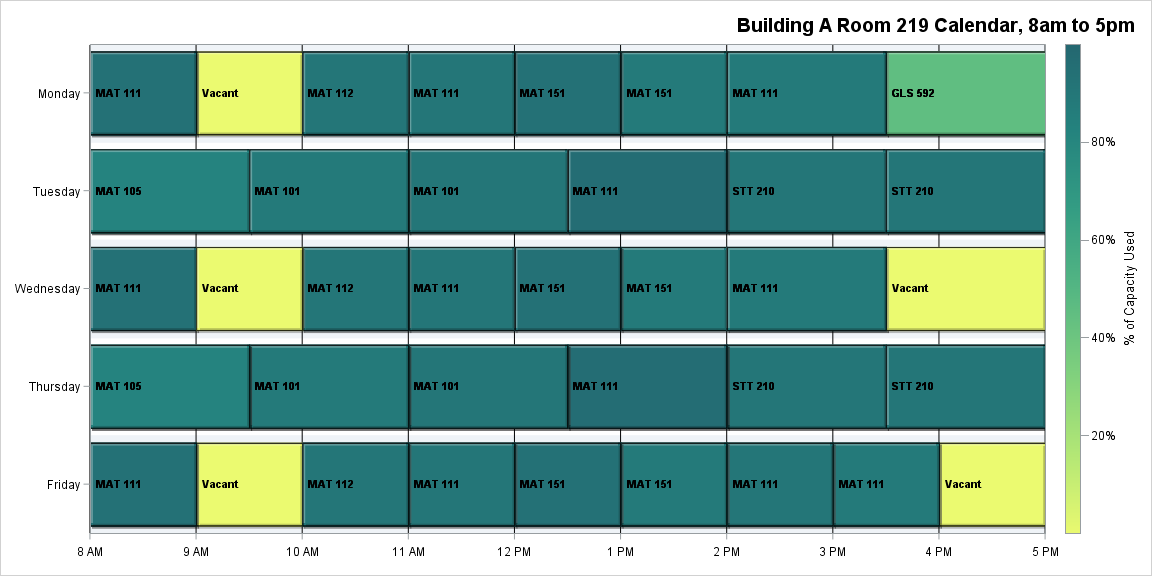 Building A Room 219 Calendar, 8am to 5pm
Monday
MAT 111
Vacant
MAT 112
MAT 111
MAT 151
MAT 151
MAT 111
GLS 592
Tuesday
MAT 105
MAT 101
MAT 101
MAT 111
STT 210
STT 210
Wednesday
MAT 111
Vacant
MAT 112
MAT 111
MAT 151
MAT 151
MAT 111
Vacant
Thursday
MAT 105
MAT 101
MAT 101
MAT 111
STT 210
STT 210
Friday
MAT 111
Vacant
MAT 112
MAT 111
MAT 151
MAT 151
MAT 111
MAT 111
Vacant
8 AM
9 AM
10 AM
11 AM
12 PM
1 PM
2 PM
3 PM
4 PM
5 PM
80%
60%
40%
20%
% of Capacity Used